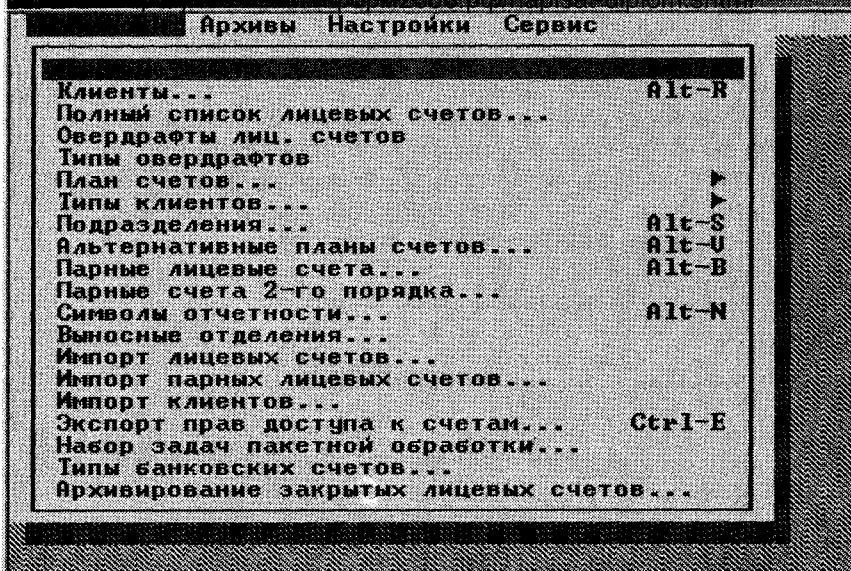 Архивы Настройки Сервис
Клиенты... Alt-R
Полный список лицевых счетов...
Овердрафты лиц. счетов
Типы овердрафтов
План счетов... ►
Типы клиентов... ►
Подразделения... Alt-S
Альтернативные планы счетов... Alt-U
Парные лицевые счета... Alt-B
Парные счета 2-го порядка...
Символы отчетности... Alt-N
Выносные отделения...
Импорт лицевых счетов...
Импорт парных лицевых счетов...
Импорт клиентов...
Экспорт прав доступа к счетам... Ctrl-E
Набор задач пакетной обработки...
Типы банковских счетов...
Архивирование закрытых лицевых счетов...